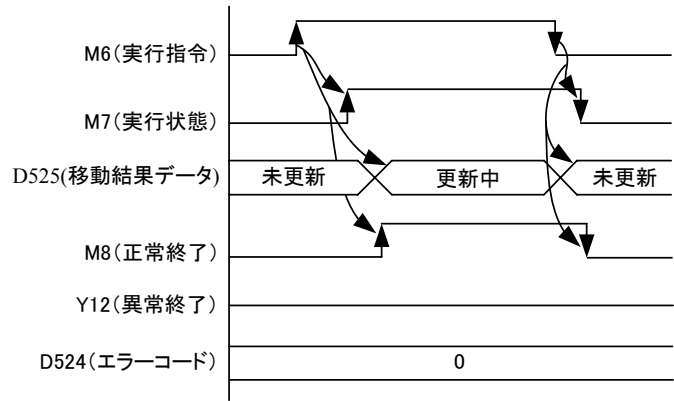 M6(実行指令)
M7(実行状態)
D525(移動結果データ) 未更新 更新中 未更新
M8(正常終了)
Y12(異常終了)
D524(エラーコード) 0